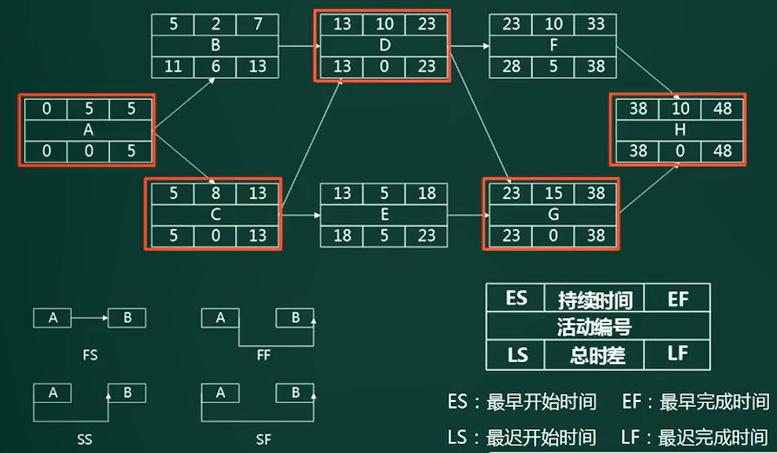 5 2 7
B
11 6 13
13 10 23
D
13 0 23
23 10 33
F
28 5 38
0 5 5
A
0 0 5
38 10 48
H
38 0 48
5 8 13
C
5 0 13
13 5 18
E
18 5 23
23 15 38
G
23 0 38
A B
FS
A B
FF
A B
SS
A B
SF
ES 持续时间 EF
活动编号
LS 总时差 LF
ES：最早开始时间 EF：最早完成时间
LS：最迟开始时间 LF：最迟完成时间